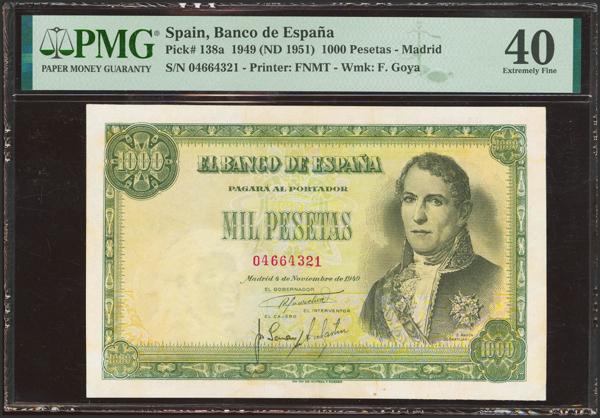 PMG
PAPER MONEY GUARANTY
Spain, Banco de España
Pick# 138a 1949 (ND 1951) 1000 Pesetas - Madrid
S/N 04664321 - Printer: FNMT - Wmk: F. Goya
40
Extremely Fine
1000
1000
EL BANCO DE ESPAÑA
PAGARÁ AL PORTADOR
MIL PESETAS
04664321
Madrid 4 de Noviembre de 1949
EL GOBERNADOR
EL CAJERO
EL INTERVENTOR
1000
1000